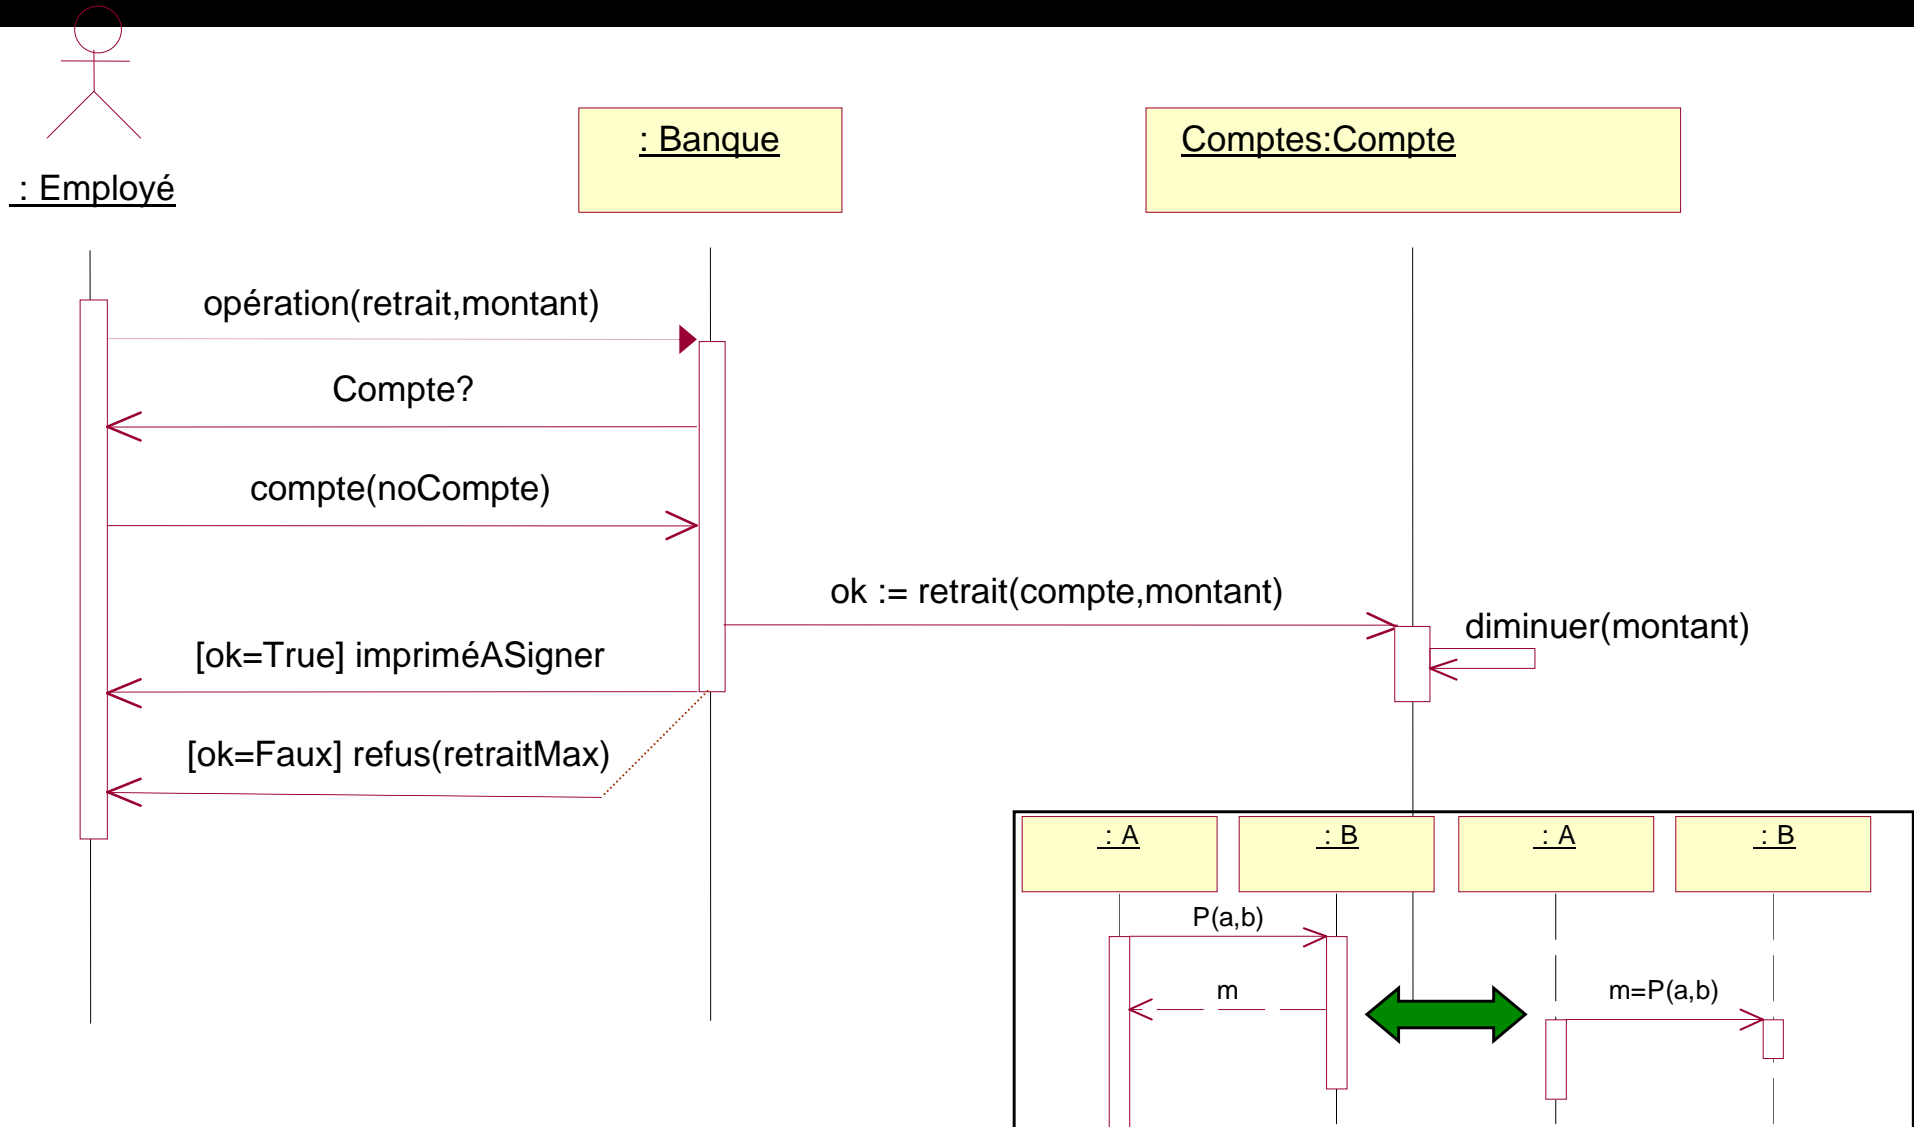 : Employé
: Banque
Comptes:Compte
opération(retrait,montant)
Compte?
compte(noCompte)
ok := retrait(compte,montant)
diminuer(montant)
[ok=True] impriméASigner
[ok=Faux] refus(retraitMax)
: A
: B
: A
: B
P(a,b)
m
m=P(a,b)